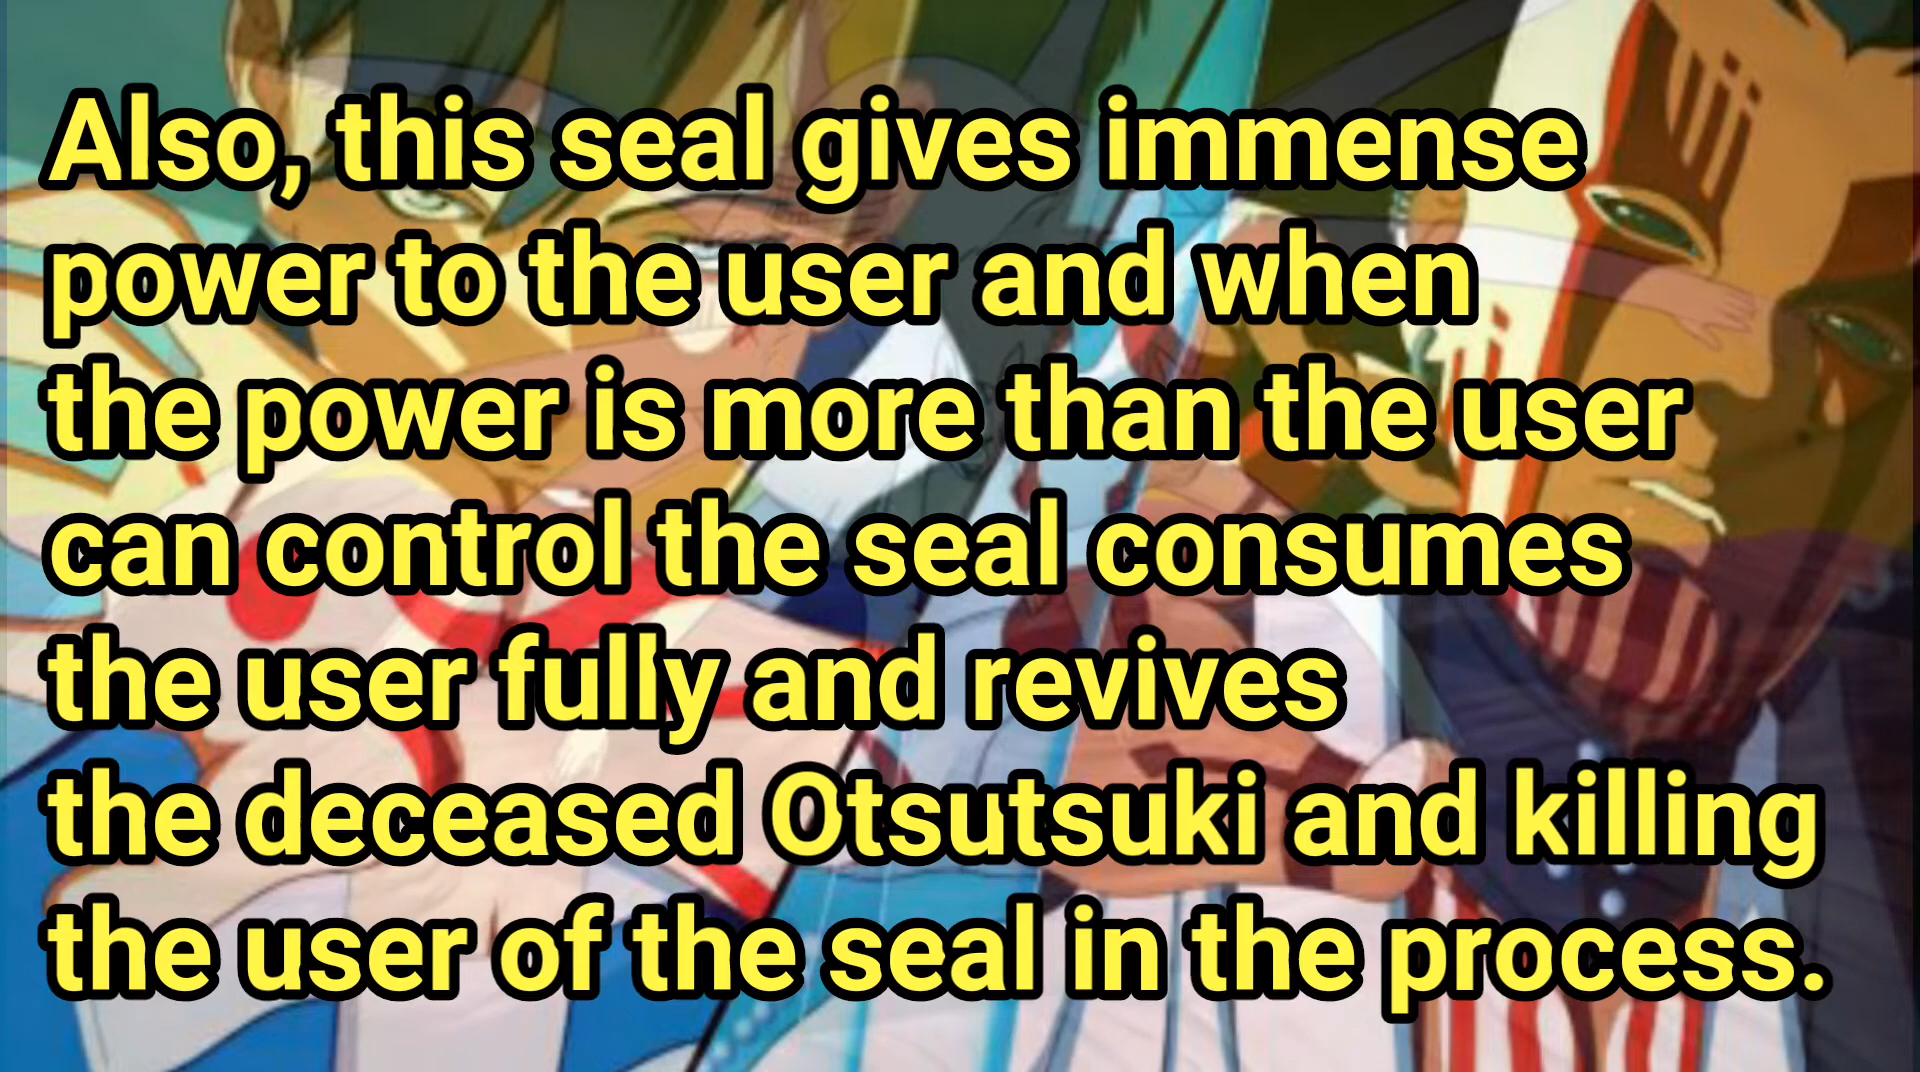 Also, this seal gives immense
power to the user and when
the power is more than the user
can control the seal consumes
the user fully and revives
the deceased Otsutsuki and killing
the user of the seal in the process.